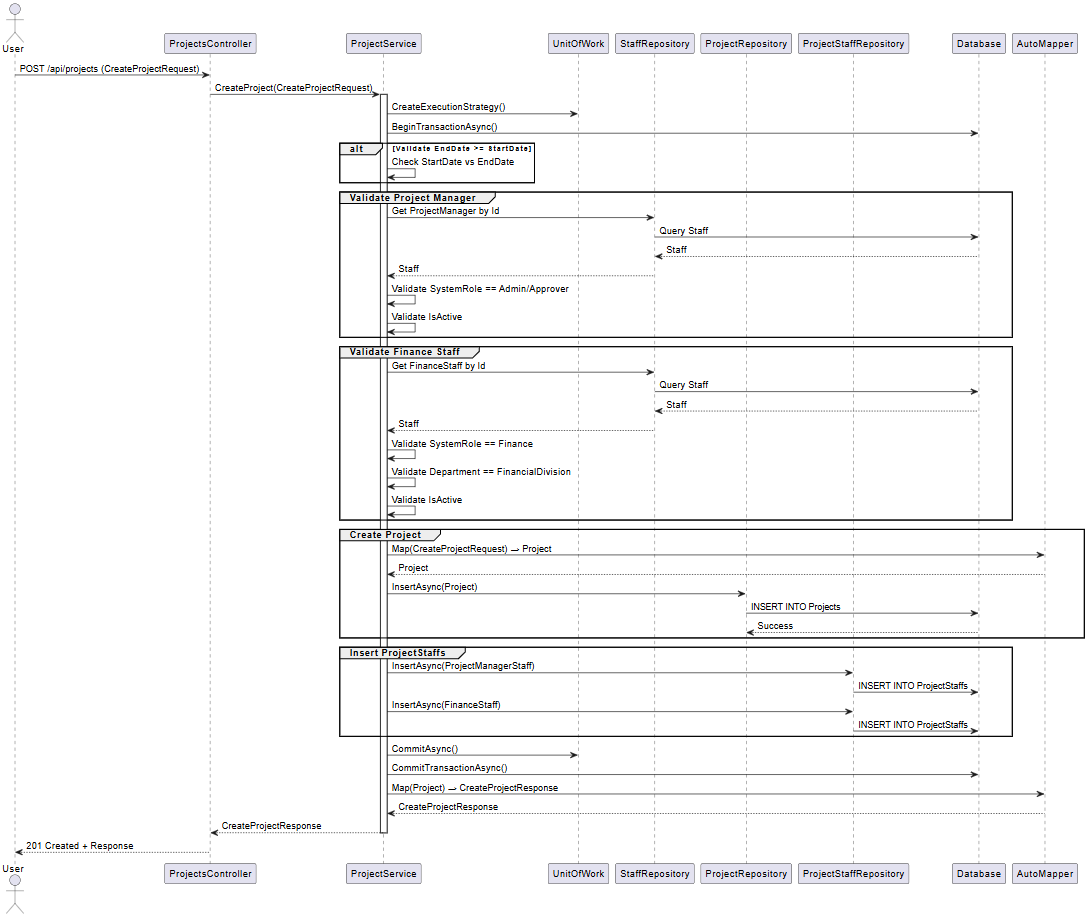 User
ProjectsController
ProjectService
UnitOfWork
StaffRepository
ProjectRepository
ProjectStaffRepository
Database
AutoMapper
POST /api/projects (CreateProjectRequest)
CreateProject(CreateProjectRequest)
CreateExecutionStrategy()
BeginTransactionAsync()
alt
[Validate EndDate >= StartDate]
Check StartDate vs EndDate
Validate Project Manager
Get ProjectManager by Id
Query Staff
Staff
Staff
Validate SystemRole == Admin/Approver
Validate IsActive
Validate Finance Staff
Get FinanceStaff by Id
Query Staff
Staff
Staff
Validate SystemRole == Finance
Validate Department == FinancialDivision
Validate IsActive
Create Project
Map(CreateProjectRequest) → Project
Project
InsertAsync(Project)
INSERT INTO Projects
Success
Insert ProjectStaffs
InsertAsync(ProjectManagerStaff)
INSERT INTO ProjectStaffs
InsertAsync(FinanceStaff)
INSERT INTO ProjectStaffs
CommitAsync()
CommitTransactionAsync()
Map(Project) → CreateProjectResponse
CreateProjectResponse
CreateProjectResponse
201 Created + Response
User
ProjectsController
ProjectService
UnitOfWork
StaffRepository
ProjectRepository
ProjectStaffRepository
Database
AutoMapper